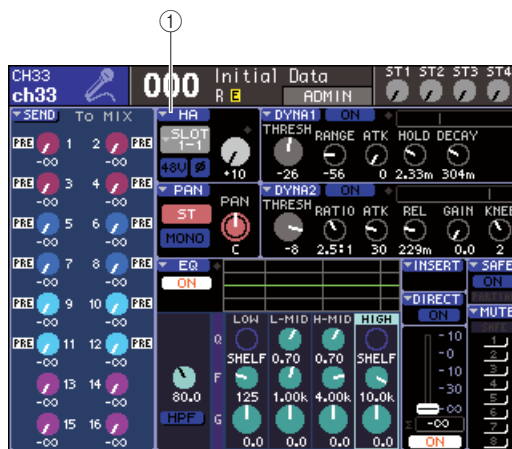 1
CH33
ch33
000 Initial Data
R E ADMIN
ST1 ST2 ST3 ST4
SEND To MIX
PRE 1 2 PRE
-∞ -∞
PRE 3 4 PRE
-∞ -∞
PRE 5 6 PRE
-∞ -∞
PRE 7 8 PRE
-∞ -∞
PRE 9 10 PRE
-∞ -∞
PRE 11 12 PRE
-∞ -∞
13 14
-∞ -∞
15 16
-∞ -∞
HA
SLOT
1-1
48V ø
+10
DYNA1 ON
THRESH RANGE ATK HOLD DECAY
-26 -56 0 2.33m 304m
PAN
ST
MONO
PAN
C
DYNA2 ON
THRESH RATIO ATK REL GAIN KNEE
-8 2.5:1 30 229m 0.0 2
EQ
ON
LOW L-MID H-MID HIGH
Q
SHELF 0.70 0.70 SHELF
F
80.0 125 1.00k 4.00k 10.0k
HPF G
0.0 0.0 0.0 0.0
INSERT
DIRECT
ON
-10
-0
-10
-30
-∞
Σ -∞
ON
SAFE
ON
PARTIAL
MUTE
SAFE
1
2
3
4
5
6
7
8